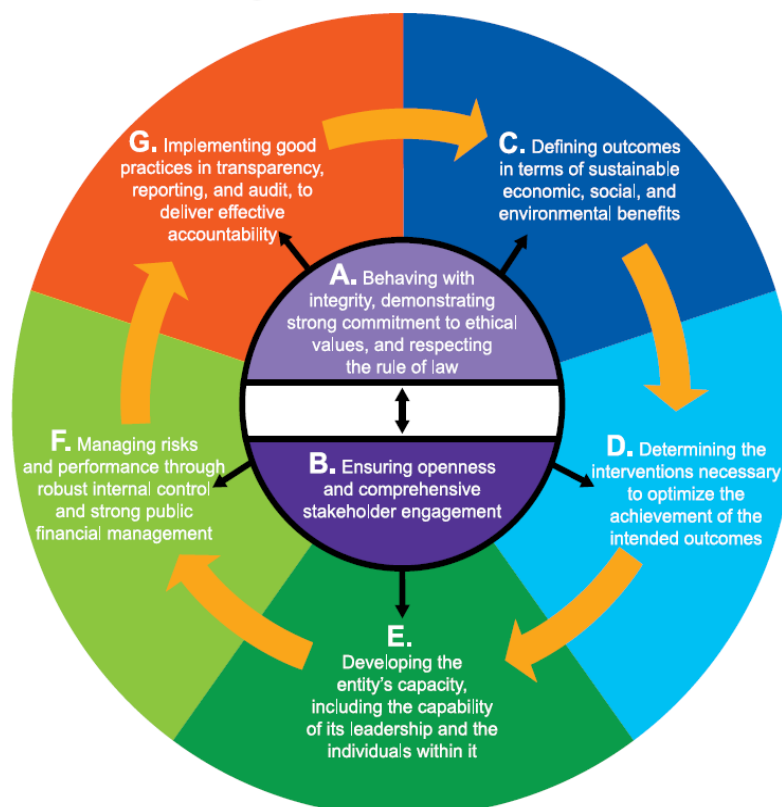 G. Implementing good
practices in transparency,
reporting, and audit, to
deliver effective
accountability
C. Defining outcomes
in terms of sustainable
economic, social, and
environmental benefits
A. Behaving with
integrity, demonstrating
strong commitment to ethical
values, and respecting
the rule of law
B. Ensuring openness
and comprehensive
stakeholder engagement
D. Determining the
interventions necessary
to optimize the
achievement of the
intended outcomes
E.
Developing the
entity's capacity,
including the capability
of its leadership and the
individuals within it
F. Managing risks
and performance through
robust internal control
and strong public
financial management